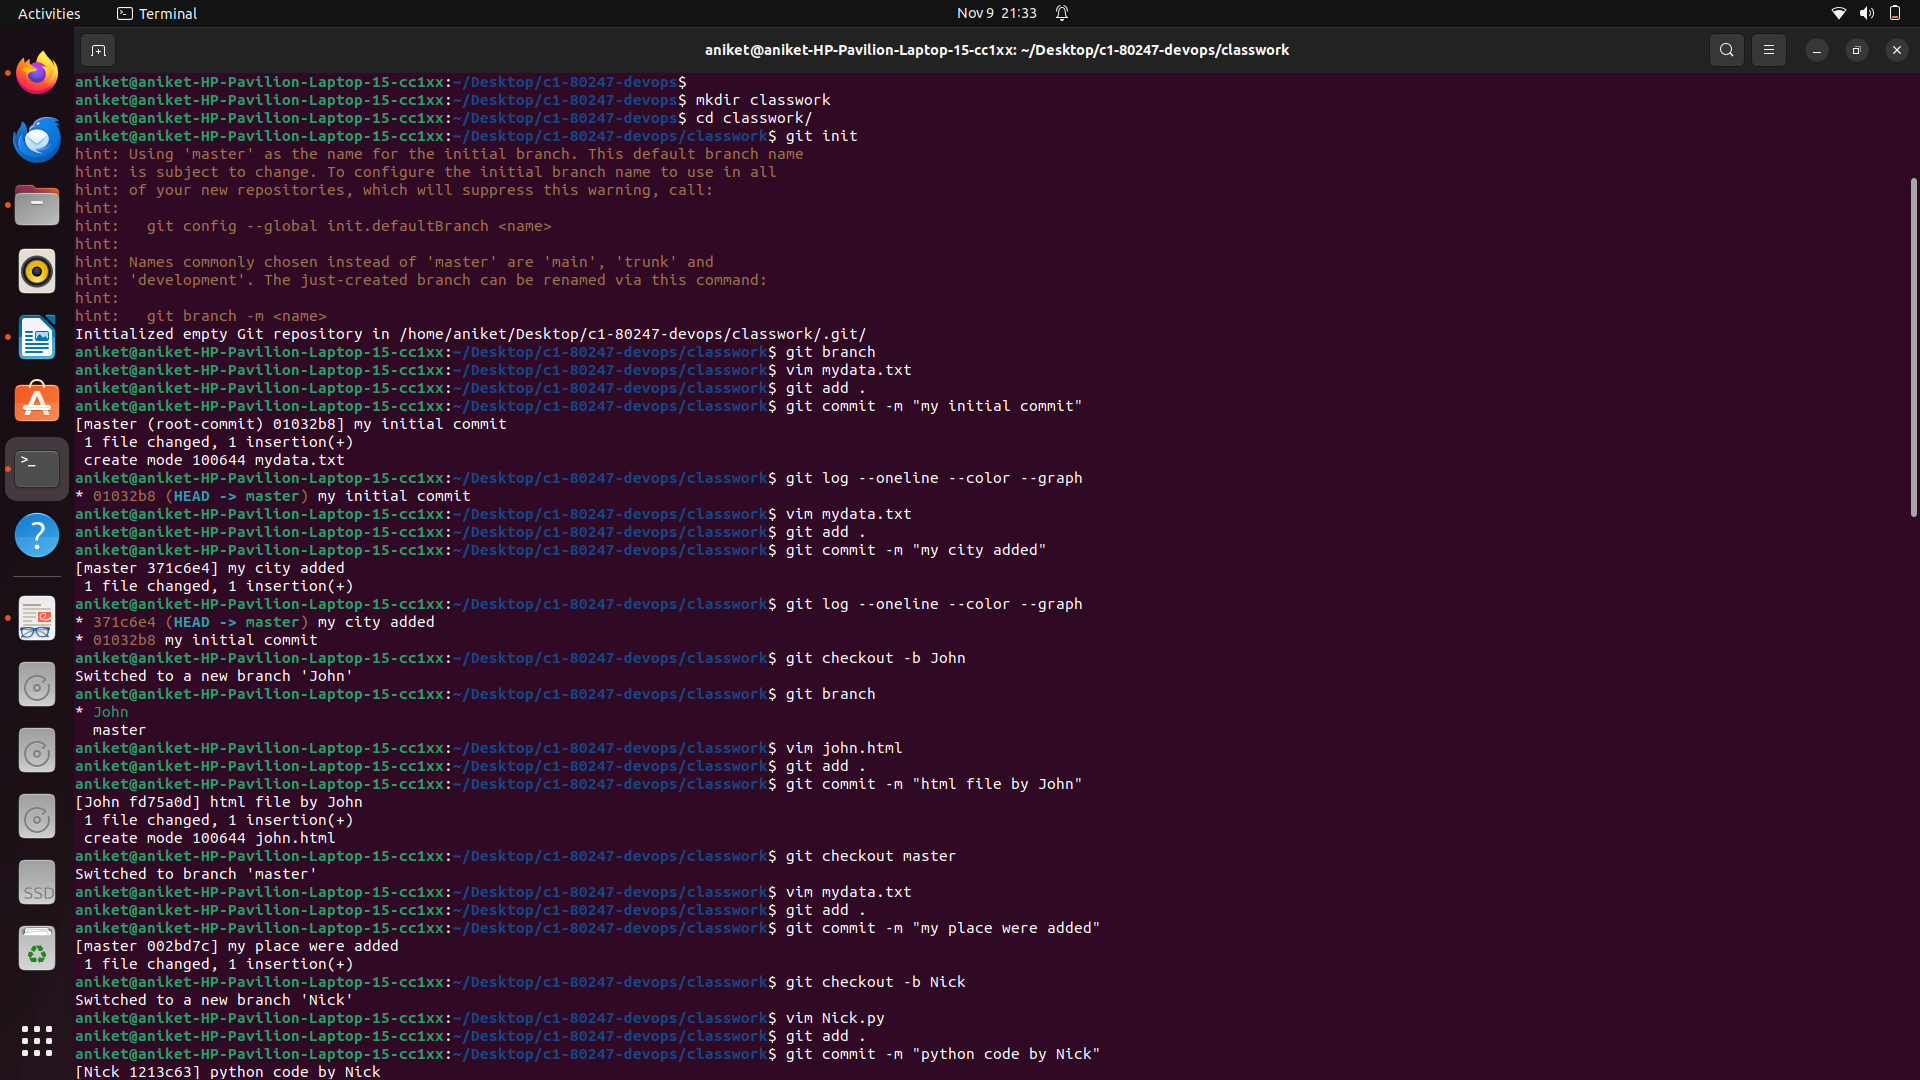 Activities Terminal Nov 9 21:33
aniket@aniket-HP-Pavilion-Laptop-15-cc1xx: ~/Desktop/c1-80247-devops/classwork
aniket@aniket-HP-Pavilion-Laptop-15-cc1xx:~/Desktop/c1-80247-devops$
aniket@aniket-HP-Pavilion-Laptop-15-cc1xx:~/Desktop/c1-80247-devops$ mkdir classwork
aniket@aniket-HP-Pavilion-Laptop-15-cc1xx:~/Desktop/c1-80247-devops$ cd classwork/
aniket@aniket-HP-Pavilion-Laptop-15-cc1xx:~/Desktop/c1-80247-devops/classwork$ git init
hint: Using 'master' as the name for the initial branch. This default branch name
hint: is subject to change. To configure the initial branch name to use in all
hint: of your new repositories, which will suppress this warning, call:
hint:
hint:   git config --global init.defaultBranch <name>
hint:
hint: Names commonly chosen instead of 'master' are 'main', 'trunk' and
hint: 'development'. The just-created branch can be renamed via this command:
hint:
hint:   git branch -m <name>
Initialized empty Git repository in /home/aniket/Desktop/c1-80247-devops/classwork/.git/
aniket@aniket-HP-Pavilion-Laptop-15-cc1xx:~/Desktop/c1-80247-devops/classwork$ git branch
aniket@aniket-HP-Pavilion-Laptop-15-cc1xx:~/Desktop/c1-80247-devops/classwork$ vim mydata.txt
aniket@aniket-HP-Pavilion-Laptop-15-cc1xx:~/Desktop/c1-80247-devops/classwork$ git add .
aniket@aniket-HP-Pavilion-Laptop-15-cc1xx:~/Desktop/c1-80247-devops/classwork$ git commit -m "my initial commit"
[master (root-commit) 01032b8] my initial commit
 1 file changed, 1 insertion(+)
 create mode 100644 mydata.txt
aniket@aniket-HP-Pavilion-Laptop-15-cc1xx:~/Desktop/c1-80247-devops/classwork$ git log --oneline --color --graph
* 01032b8 (HEAD -> master) my initial commit
aniket@aniket-HP-Pavilion-Laptop-15-cc1xx:~/Desktop/c1-80247-devops/classwork$ vim mydata.txt
aniket@aniket-HP-Pavilion-Laptop-15-cc1xx:~/Desktop/c1-80247-devops/classwork$ git add .
aniket@aniket-HP-Pavilion-Laptop-15-cc1xx:~/Desktop/c1-80247-devops/classwork$ git commit -m "my city added"
[master 371c6e4] my city added
 1 file changed, 1 insertion(+)
aniket@aniket-HP-Pavilion-Laptop-15-cc1xx:~/Desktop/c1-80247-devops/classwork$ git log --oneline --color --graph
* 371c6e4 (HEAD -> master) my city added
* 01032b8 my initial commit
aniket@aniket-HP-Pavilion-Laptop-15-cc1xx:~/Desktop/c1-80247-devops/classwork$ git checkout -b John
Switched to a new branch 'John'
aniket@aniket-HP-Pavilion-Laptop-15-cc1xx:~/Desktop/c1-80247-devops/classwork$ git branch
* John
  master
aniket@aniket-HP-Pavilion-Laptop-15-cc1xx:~/Desktop/c1-80247-devops/classwork$ vim john.html
aniket@aniket-HP-Pavilion-Laptop-15-cc1xx:~/Desktop/c1-80247-devops/classwork$ git add .
aniket@aniket-HP-Pavilion-Laptop-15-cc1xx:~/Desktop/c1-80247-devops/classwork$ git commit -m "html file by John"
[John fd75a0d] html file by John
 1 file changed, 1 insertion(+)
 create mode 100644 john.html
aniket@aniket-HP-Pavilion-Laptop-15-cc1xx:~/Desktop/c1-80247-devops/classwork$ git checkout master
Switched to branch 'master'
aniket@aniket-HP-Pavilion-Laptop-15-cc1xx:~/Desktop/c1-80247-devops/classwork$ vim mydata.txt
aniket@aniket-HP-Pavilion-Laptop-15-cc1xx:~/Desktop/c1-80247-devops/classwork$ git add .
aniket@aniket-HP-Pavilion-Laptop-15-cc1xx:~/Desktop/c1-80247-devops/classwork$ git commit -m "my place were added"
[master 002bd7c] my place were added
 1 file changed, 1 insertion(+)
aniket@aniket-HP-Pavilion-Laptop-15-cc1xx:~/Desktop/c1-80247-devops/classwork$ git checkout -b Nick
Switched to a new branch 'Nick'
aniket@aniket-HP-Pavilion-Laptop-15-cc1xx:~/Desktop/c1-80247-devops/classwork$ vim Nick.py
aniket@aniket-HP-Pavilion-Laptop-15-cc1xx:~/Desktop/c1-80247-devops/classwork$ git add .
aniket@aniket-HP-Pavilion-Laptop-15-cc1xx:~/Desktop/c1-80247-devops/classwork$ git commit -m "python code by Nick"
[Nick 1213c63] python code by Nick
SSD